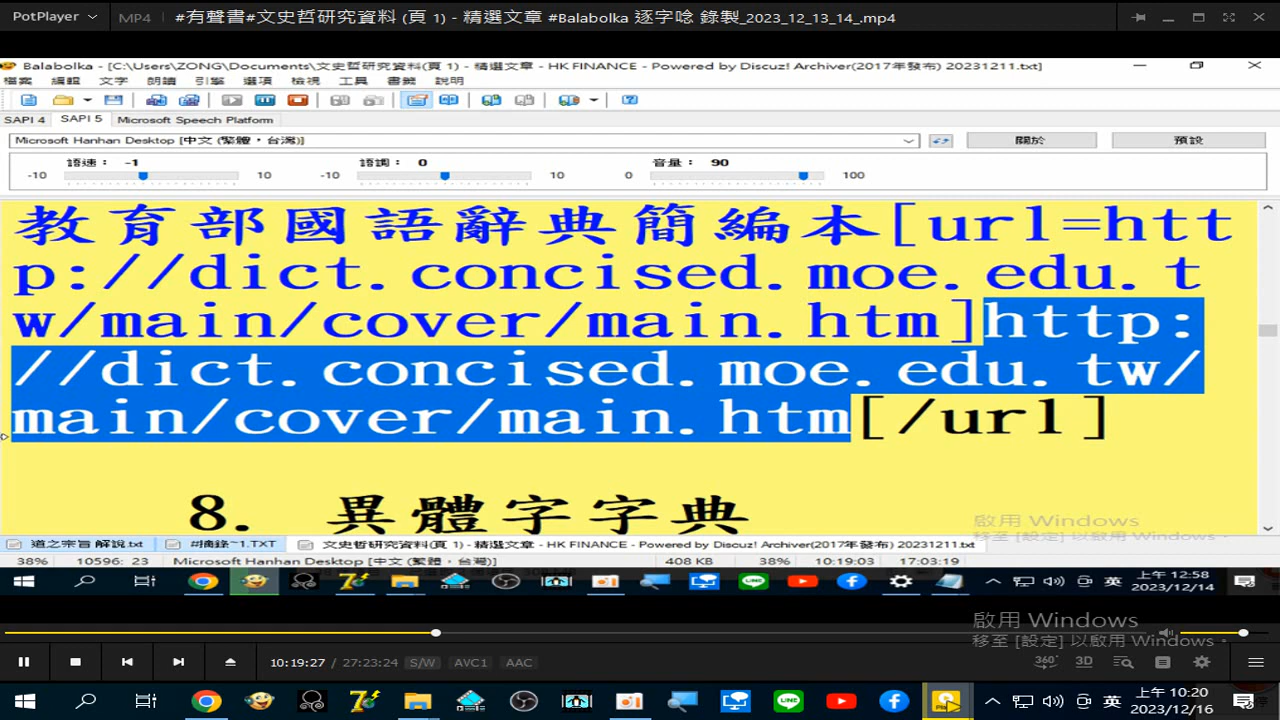 PotPlayer MP4 #有聲書#文史哲研究資料 (頁 1) - 精選文章 #Balabolka 逐字唸 錄製_2023_12_13_14_.mp4
Balabolka - [C:\Users\ZONG\Documents\文史哲研究資料(頁 1) - 精選文章 - HK FINANCE - Powered by Discuz! Archiver(2017年發布) 20231211.txt]
檔案 編輯 文字 朗讀 引擎 選項 檢視 工具 書籤 說明
SAPI 4 SAPI 5 Microsoft Speech Platform
Microsoft Hanhan Desktop [中文 (繁體，台灣)] 關於 預設
語速： -1 語調： 0 音量： 90
-10 10 -10 10 0 100
教育部國語辭典簡編本[url=htt
p://dict.concised.moe.edu.t
w/main/cover/main.htm]http:
//dict.concised.moe.edu.tw/
main/cover/main.htm[/url]
8. 異體字字典
啟用 Windows
移至 [設定] 以啟用 Windows。
道之宗旨 解說.txt #摘錄~1.TXT 文史哲研究資料(頁 1) - 精選文章 - HK FINANCE - Powered by Discuz! Archiver(2017年發布) 20231211.txt
38% 10596: 23 Microsoft Hanhan Desktop [中文 (繁體，台灣)] 408 KB 38% 10:19:03 17:03:19
英 上午 12:58
2023/12/14
啟用 Windows
移至 [設定] 以啟用 Windows。
10:19:27 / 27:23:24 S/W AVC1 AAC 360° 3D
英 上午 10:20
2023/12/16